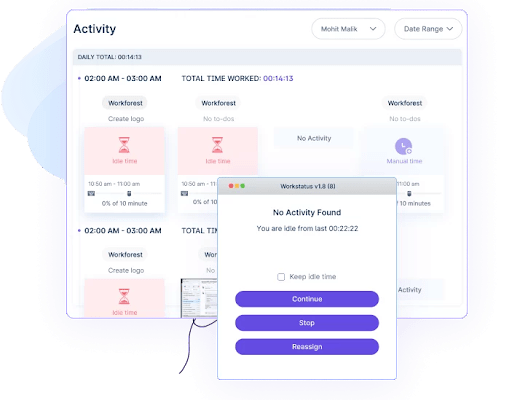 Activity
Mohit Malik
Date Range
DAILY TOTAL: 00:14:13
02:00 AM - 03:00 AM TOTAL TIME WORKED: 00:14:13
Workforest Workforest Workforest
Create logo No to-dos No to-dos
No Activity
Idle time Idle time Manual time
10:50 am - 11:00 am 10:50 am - 11:00 am
0% of 10 minute 0% of 10 minutes
Workstatus v1.8 (8)
No Activity Found
You are idle from last 00:22:22
Keep idle time
Continue
Stop
Reassign
02:00 AM - 03:00 AM TOTAL TIM
Workforest Wo
Create logo No
Idle time
Activity